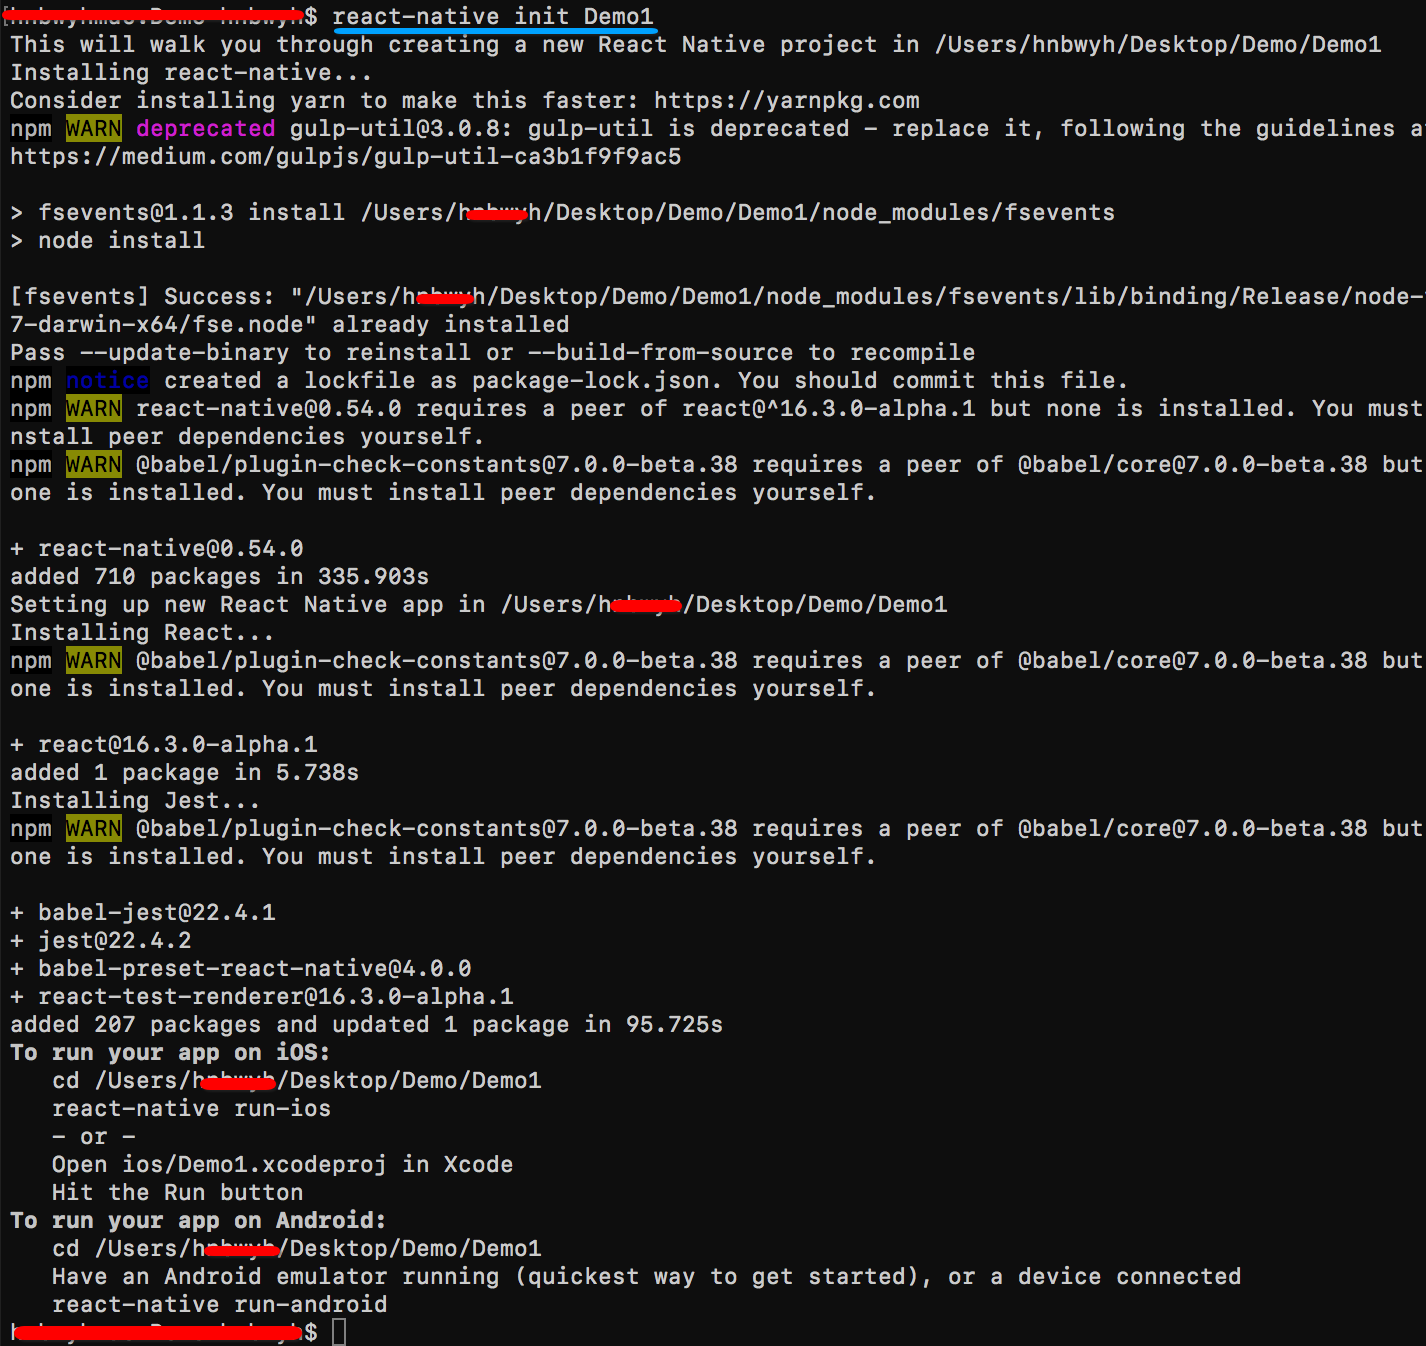 $ react-native init Demo1
This will walk you through creating a new React Native project in /Users/hnbwyh/Desktop/Demo/Demo1
Installing react-native...
Consider installing yarn to make this faster: https://yarnpkg.com
npm WARN deprecated gulp-util@3.0.8: gulp-util is deprecated - replace it, following the guidelines a
https://medium.com/gulpjs/gulp-util-ca3b1f9f9ac5
> fsevents@1.1.3 install /Users/h h/Desktop/Demo/Demo1/node_modules/fsevents
> node install
[fsevents] Success: "/Users/h h/Desktop/Demo/Demo1/node_modules/fsevents/lib/binding/Release/node-
7-darwin-x64/fse.node" already installed
Pass --update-binary to reinstall or --build-from-source to recompile
npm notice created a lockfile as package-lock.json. You should commit this file.
npm WARN react-native@0.54.0 requires a peer of react@^16.3.0-alpha.1 but none is installed. You must
nstall peer dependencies yourself.
npm WARN @babel/plugin-check-constants@7.0.0-beta.38 requires a peer of @babel/core@7.0.0-beta.38 but
one is installed. You must install peer dependencies yourself.
+ react-native@0.54.0
added 710 packages in 335.903s
Setting up new React Native app in /Users/h /Desktop/Demo/Demo1
Installing React...
npm WARN @babel/plugin-check-constants@7.0.0-beta.38 requires a peer of @babel/core@7.0.0-beta.38 but
one is installed. You must install peer dependencies yourself.
+ react@16.3.0-alpha.1
added 1 package in 5.738s
Installing Jest...
npm WARN @babel/plugin-check-constants@7.0.0-beta.38 requires a peer of @babel/core@7.0.0-beta.38 but
one is installed. You must install peer dependencies yourself.
+ babel-jest@22.4.1
+ jest@22.4.2
+ babel-preset-react-native@4.0.0
+ react-test-renderer@16.3.0-alpha.1
added 207 packages and updated 1 package in 95.725s
To run your app on iOS:
cd /Users/h /Desktop/Demo/Demo1
react-native run-ios
- or -
Open ios/Demo1.xcodeproj in Xcode
Hit the Run button
To run your app on Android:
cd /Users/h /Desktop/Demo/Demo1
Have an Android emulator running (quickest way to get started), or a device connected
react-native run-android
$